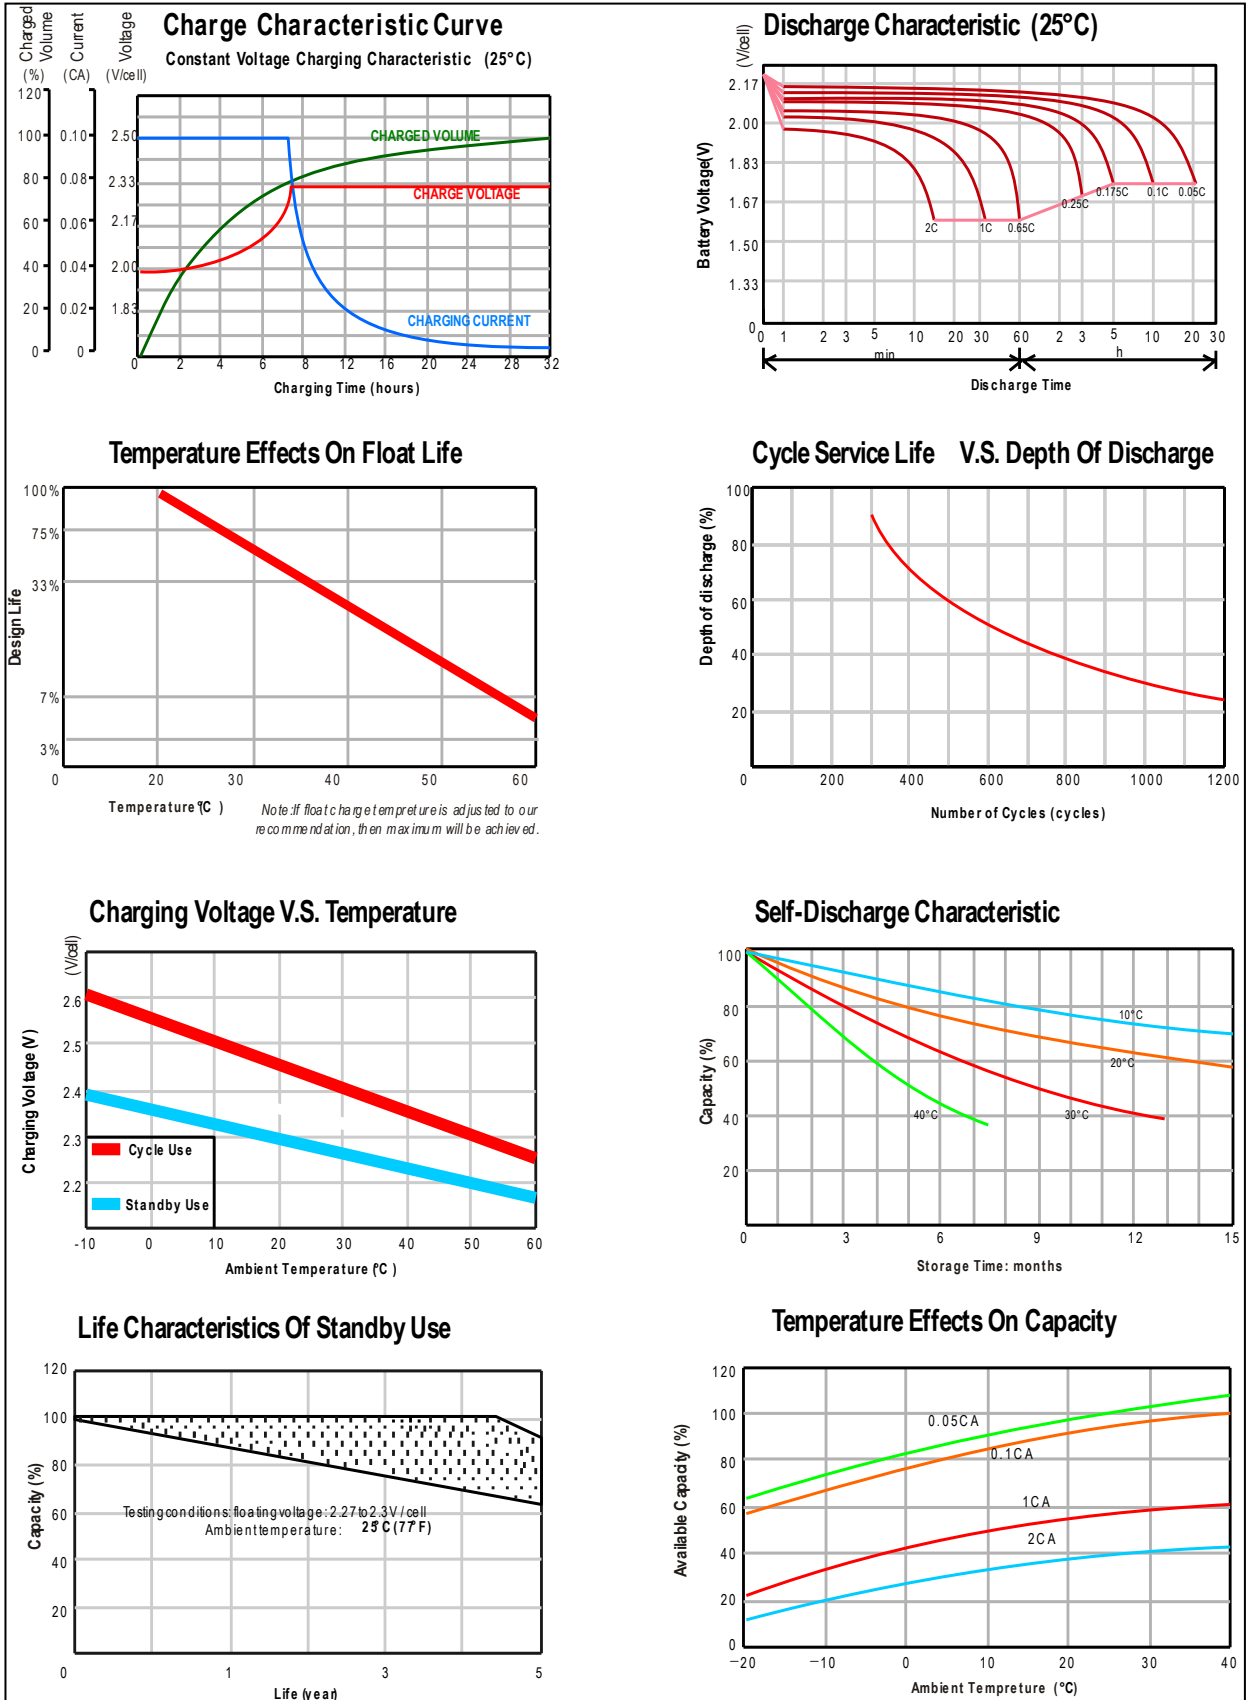 Charge Characteristic Curve
Constant Voltage Charging Characteristic (25°C)
Charged Volume (%)
Current (CA)
Voltage (V/cell)
120
100 0.10 2.50
80 0.08 2.33
60 0.06 2.17
40 0.04 2.00
20 0.02 1.83
0 0
CHARGED VOLUME
CHARGE VOLTAGE
CHARGING CURRENT
0 2 4 6 8 12 16 20 24 28 32
Charging Time (hours)
Discharge Characteristic (25°C)
(V/cell)
Battery Voltage(V)
2.17
2.00
1.83
1.67
1.50
1.33
0
2C 1C 0.65C 0.25C 0.175C 0.1C 0.05C
0 1 2 3 5 10 20 30 60 2 3 5 10 20 30
min h
Discharge Time
Temperature Effects On Float Life
Design Life
100%
75%
33%
7%
3%
0 20 30 40 50 60
Temperature(°C )
Note:If float charge tempreture is adjusted to our
recommendation, then maximum will be achieved.
Cycle Service Life V.S. Depth Of Discharge
Depth of discharge (%)
100
80
60
40
20
0 200 400 600 800 1000 1200
Number of Cycles (cycles)
Charging Voltage V.S. Temperature
(V/cell)
Charging Voltage (V)
2.6
2.5
2.4
2.3
2.2
Cycle Use
Standby Use
-10 0 10 20 30 40 50 60
Ambient Temperature (°C )
Self-Discharge Characteristic
Capacity (%)
100
80
60
40
20
10°C
20°C
30°C
40°C
0 3 6 9 12 15
Storage Time: months
Life Characteristics Of Standby Use
Capacity (%)
120
100
80
60
40
20
Testing conditions: floating voltage: 2.27 to 2.3V / cell
Ambient temperature: 25°C (77°F)
0 1 3 5
Life (year)
Temperature Effects On Capacity
Available Capacity (%)
120
100
80
60
40
20
0
0.05CA
0.1CA
1CA
2CA
−20 −10 0 10 20 30 40
Ambient Tempreture (°C)